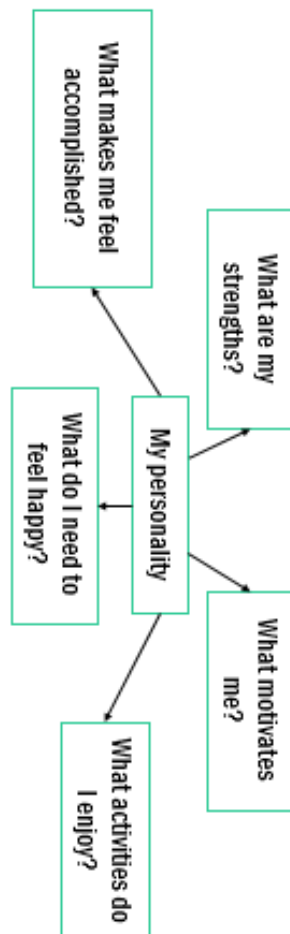 What are my
strengths?
What motivates
me?
My personality
What makes me feel
accomplished?
What do I need to
feel happy?
What activities do
I enjoy?